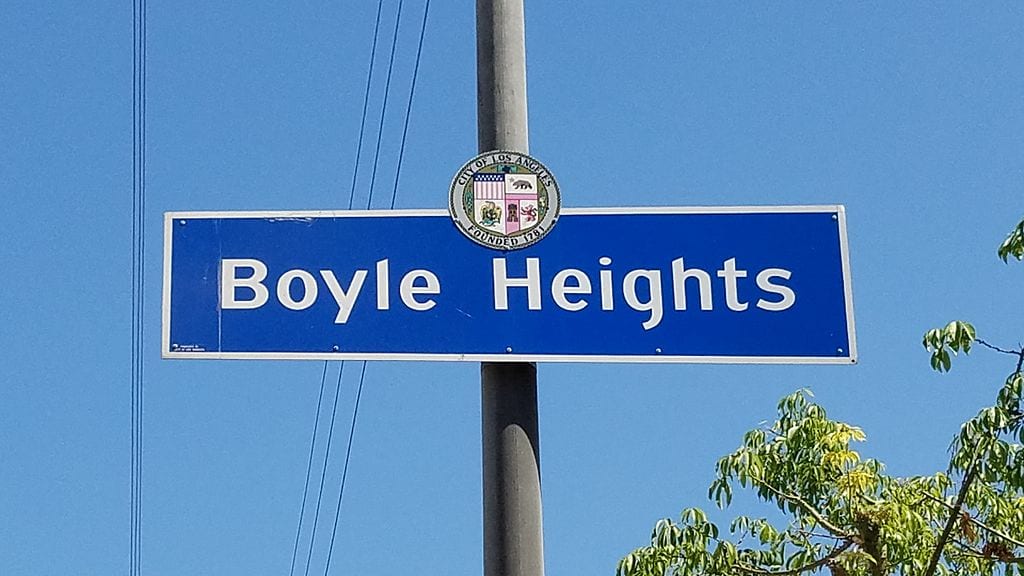 CITY OF LOS ANGELES
FOUNDED 1781
Boyle Heights